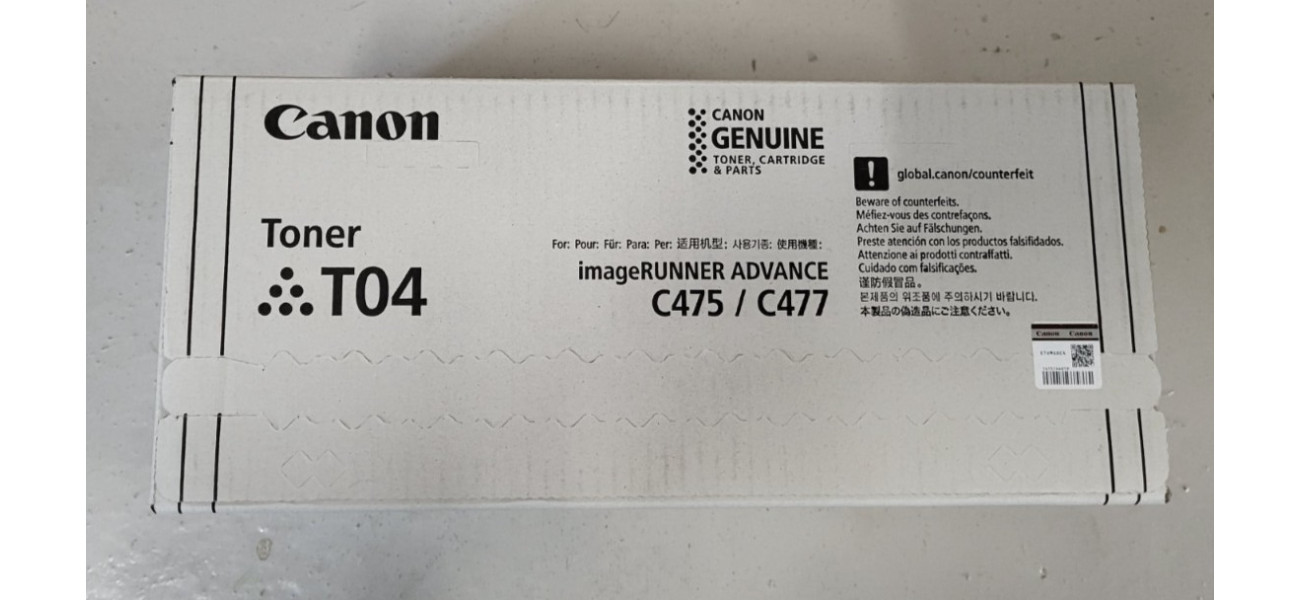 Canon
CANON
GENUINE
TONER, CARTRIDGE
& PARTS
global.canon/counterfeit
Beware of counterfeits.
Méfiez-vous des contrefaçons.
Achten Sie auf Fälschungen.
Preste atención con los productos falsifidados.
Attenzione ai prodotti contraffatti.
Cuidado com falsificações.
谨防假冒品。
본제품의 위조품에 주의하시기 바랍니다.
本製品の偽造品にご注意ください。
Toner
T04
For: Pour: Für: Para: Per: 适用机型: 사용기종: 使用機種:
imageRUNNER ADVANCE
C475 / C477
Canon Canon